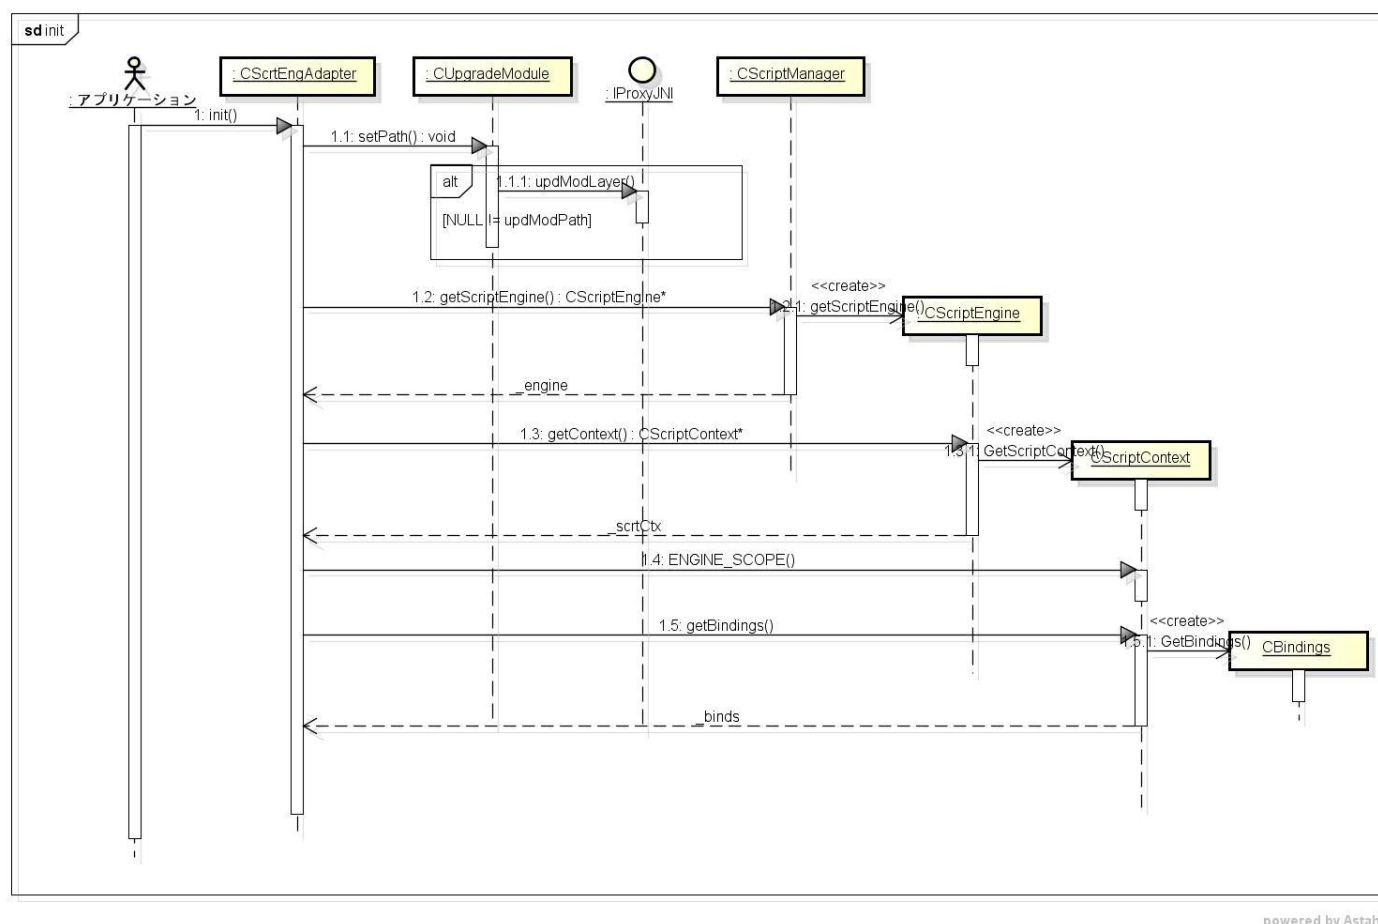 sd init
: CScrtEngAdapter
: CUpgradeModule
: CScriptManager
: アプリケーション
: IProxyJNI
1: init()
1.1: setPath() : void
alt
1.1.1: updModLayer()
[NULL != updModPath]
<<create>>
1.2: getScriptEngine() : CScriptEngine*
1.2.1: getScriptEngine()
: CScriptEngine
_engine
<<create>>
1.3: getContext() : CScriptContext*
1.3.1: GetScriptContext()
CScriptContext
_scrtCtx
1.4: ENGINE_SCOPE()
<<create>>
1.5: getBindings()
1.5.1: GetBindings()
CBindings
_binds
powered by Astah